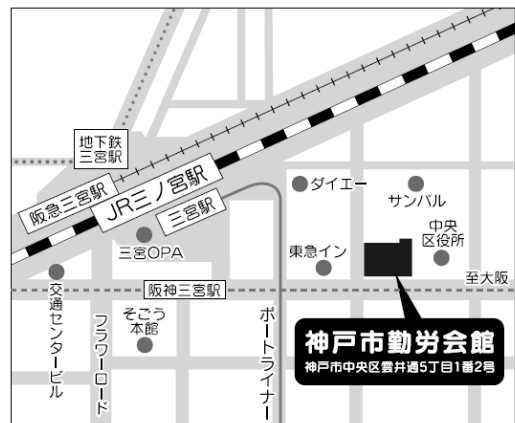 地下鉄
三宮駅
阪急三宮駅
JR三ノ宮駅
三宮駅
ダイエー
サンパル
三宮OPA
東急イン
中央
区役所
至大阪
阪神三宮駅
交通センタービル
フラワーロード
そごう
本館
ポートライナー
神戸市勤労会館
神戸市中央区雲井通5丁目1番2号